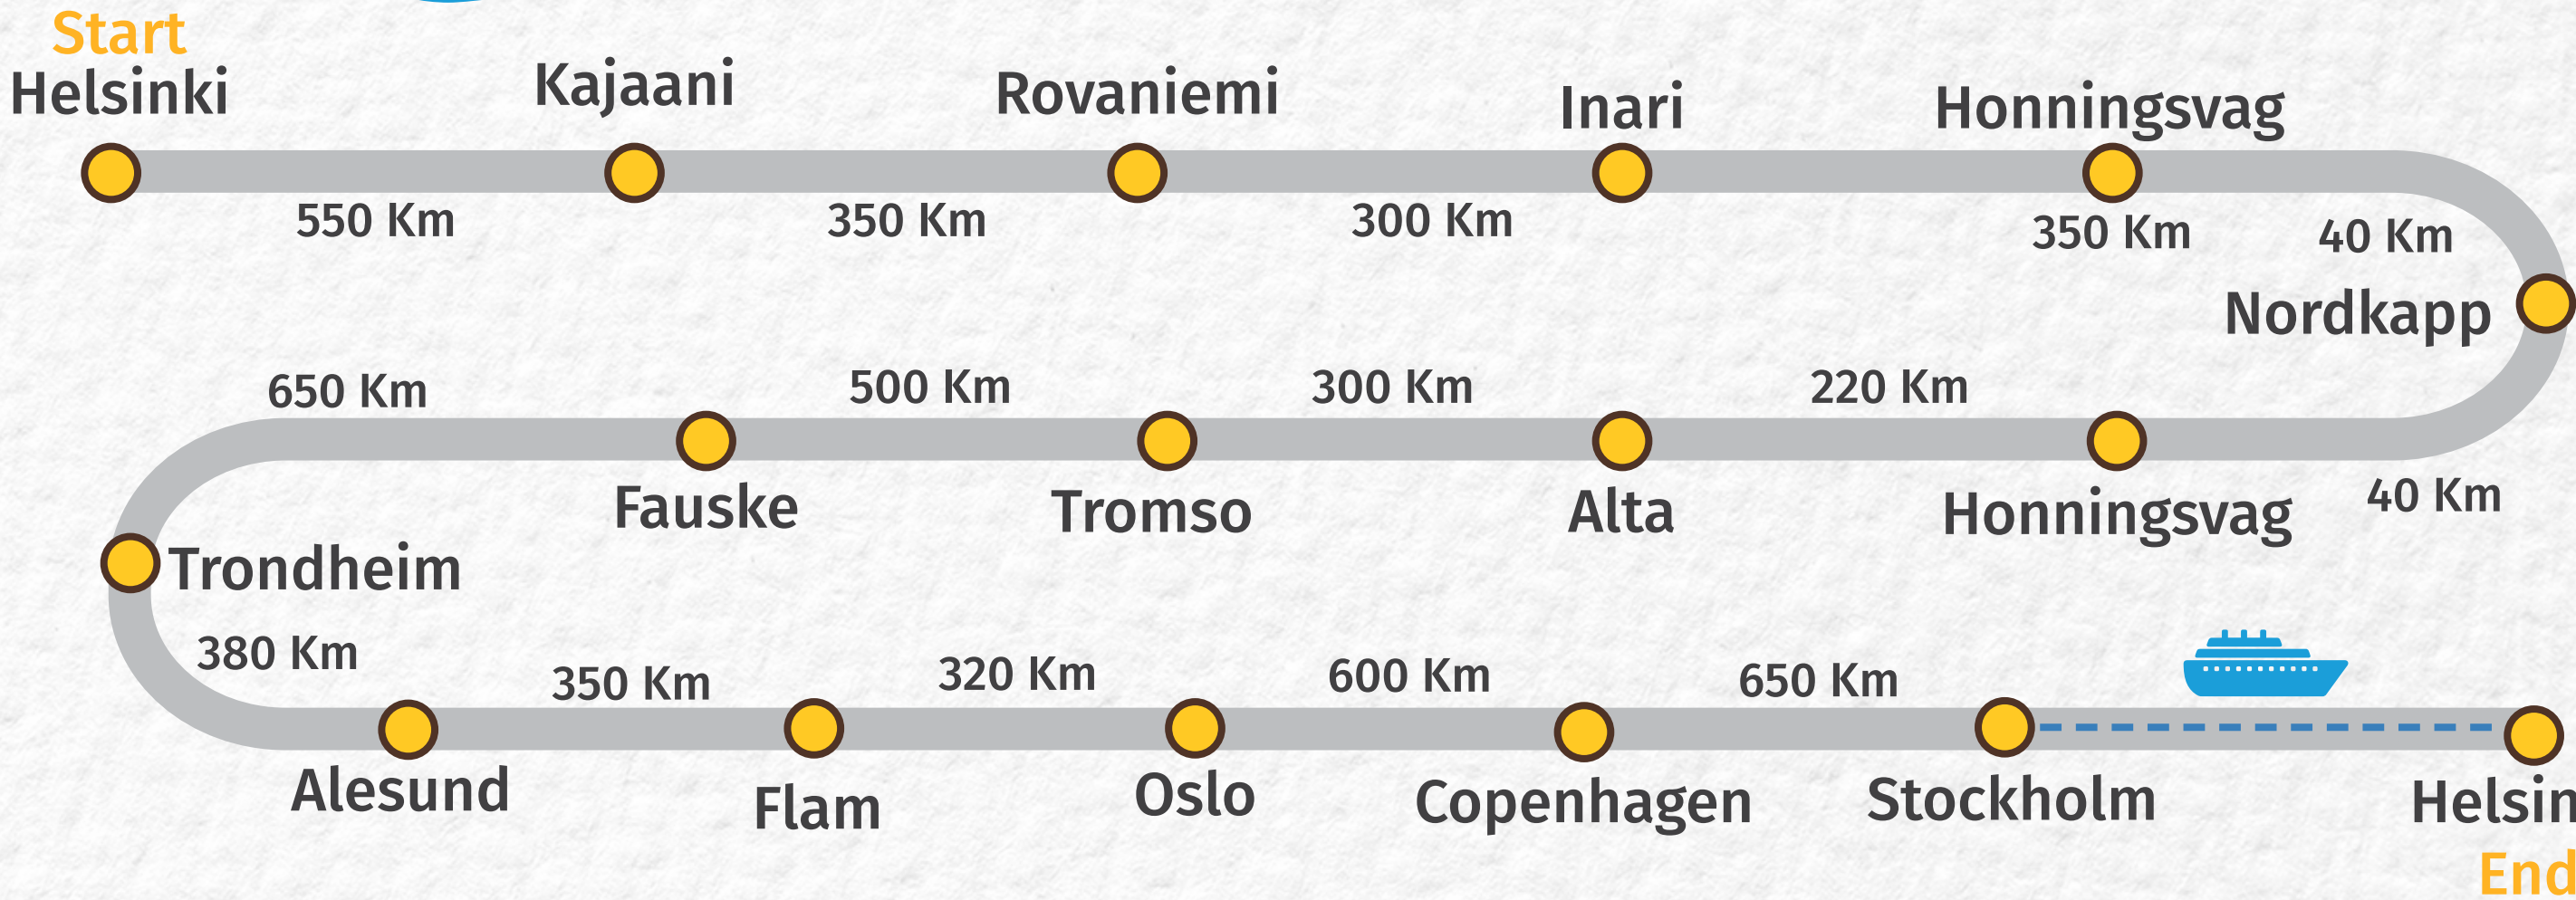 Start
Helsinki
Kajaani
Rovaniemi
Inari
Honningsvag
550 Km
350 Km
300 Km
350 Km
40 Km
Nordkapp
650 Km
500 Km
300 Km
220 Km
Fauske
Tromso
Alta
Honningsvag
40 Km
Trondheim
380 Km
350 Km
320 Km
600 Km
650 Km
Alesund
Flam
Oslo
Copenhagen
Stockholm
Helsin
End